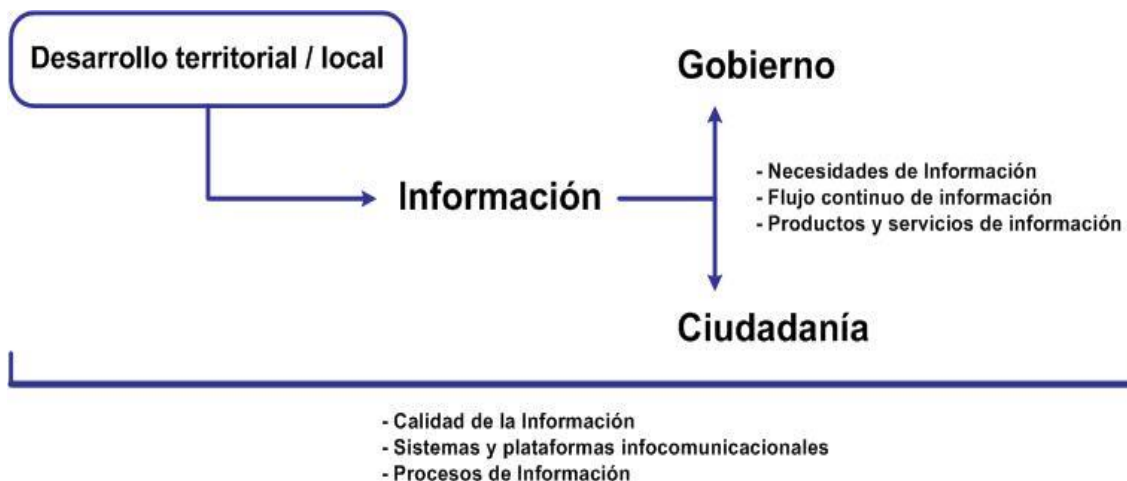 Desarrollo territorial / local
Gobierno
Información
- Necesidades de Información
- Flujo continuo de información
- Productos y servicios de información
Ciudadanía
- Calidad de la Información
- Sistemas y plataformas infocomunicacionales
- Procesos de Información